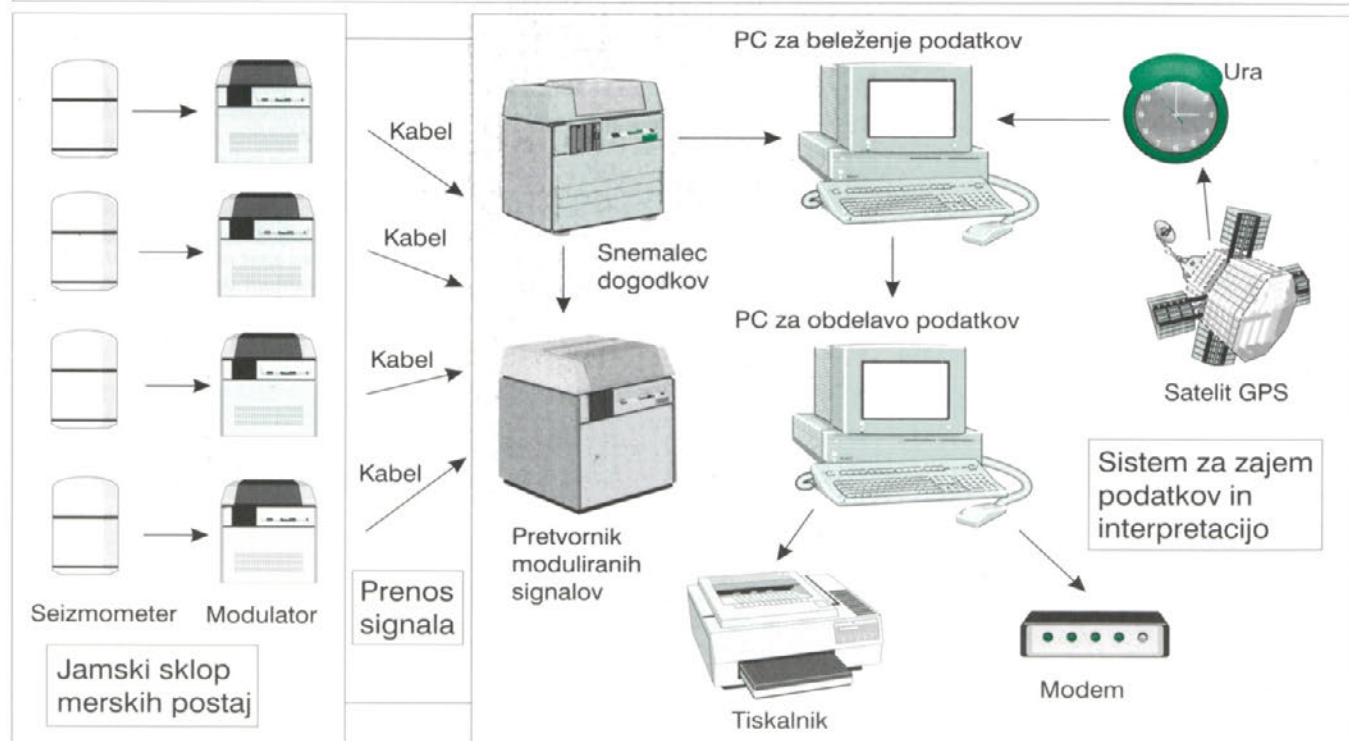 Seizmometer
Modulator
Jamski sklop
merskih postaj
Kabel
Kabel
Kabel
Kabel
Prenos
signala
Snemalec
dogodkov
Pretvornik
moduliranih
signalov
PC za beleženje podatkov
Ura
Satelit GPS
PC za obdelavo podatkov
Sistem za zajem
podatkov in
interpretacijo
Tiskalnik
Modem